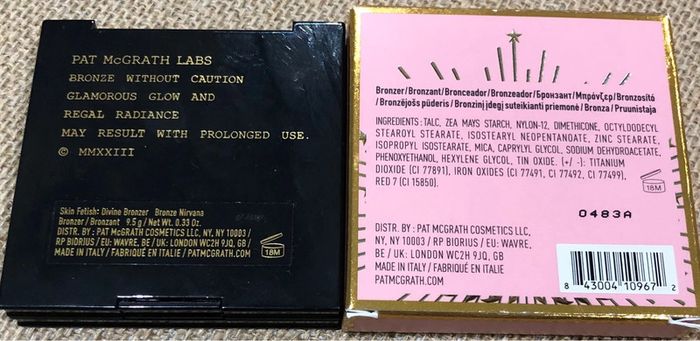 PAT McGRATH LABS
BRONZE WITHOUT CAUTION
GLAMOROUS GLOW AND
REGAL RADIANCE
MAY RESULT WITH PROLONGED USE.
© MMXXIII
Skin Fetish: Divine Bronzer Bronze Nirvana
Bronzer / Bronzant / 9.5 g / Net Wt. 0.33 Oz.
DISTR. BY : PAT McGRATH COSMETICS LLC, NY, NY 10003 /
RP BIORIUS / EU: WAVRE, BE / UK: LONDON WC2H 9JQ, GB
MADE IN ITALY / FABRIQUÉ EN ITALIE / PATMCGRATH.COM
18M
Bronzer / Bronzant / Bronceador / Bronzeador / Бронзант / Μπρόνζερ / Bronzosító
/ Bronzējošs pūderis / Bronzinį įdegį suteikianti priemonė / Bronza / Pruunistaja
INGREDIENTS: TALC, ZEA MAYS STARCH, NYLON-12, DIMETHICONE, OCTYLDODECYL
STEAROYL STEARATE, ISOSTEARYL NEOPENTANOATE, ZINC STEARATE,
ISOPROPYL ISOSTEARATE, MICA, CAPRYLYL GLYCOL, SODIUM DEHYDROACETATE,
PHENOXYETHANOL, HEXYLENE GLYCOL, TIN OXIDE. (+/ -): TITANIUM
DIOXIDE (CI 77891), IRON OXIDES (CI 77491, CI 77492, CI 77499),
RED 7 (CI 15850).
18M
0483A
DISTR. BY : PAT MCGRATH COSMETICS LLC,
NY, NY 10003 / RP BIORIUS / EU: WAVRE,
BE / UK: LONDON WC2H 9JQ, GB
MADE IN ITALY / FABRIQUÉ EN ITALIE
PATMCGRATH.COM
8 43004 10967 2